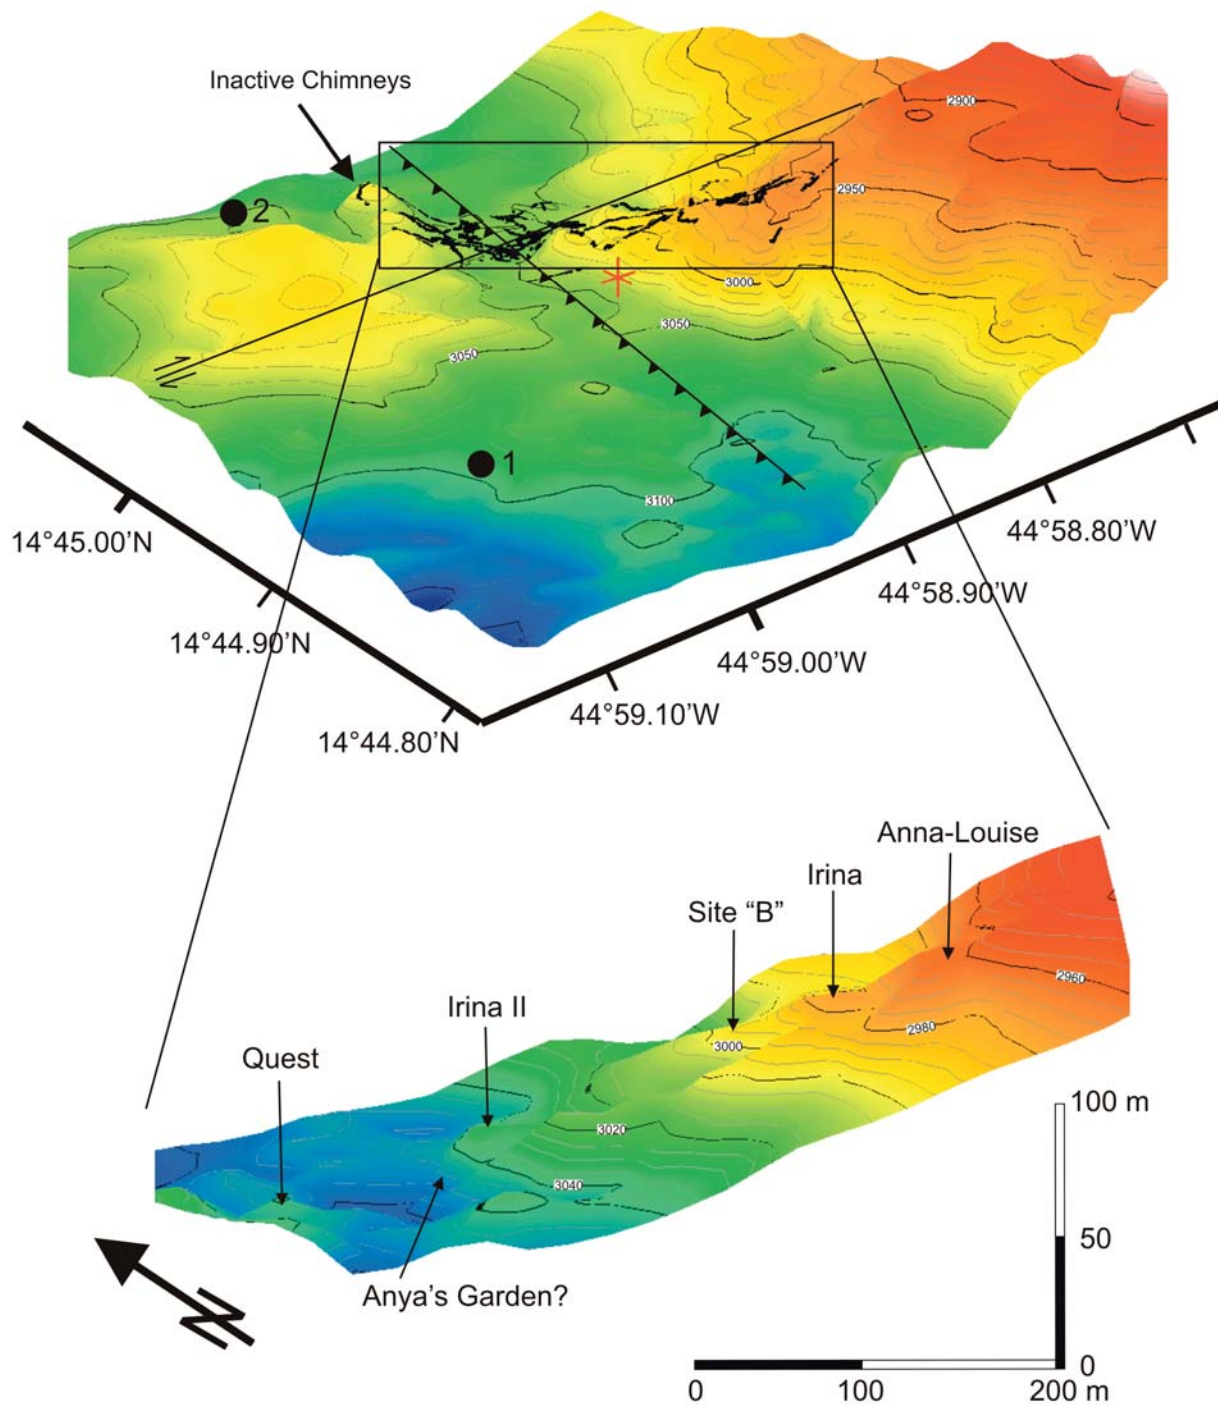 Inactive Chimneys
2900
2
2950
3000
3050
3050
1
3100
14°45.00'N
44°58.80'W
44°58.90'W
14°44.90'N
44°59.00'W
44°59.10'W
14°44.80'N
Anna-Louise
Irina
Site “B”
2960
Irina II
2980
3000
Quest
3020
100 m
3040
50
Anya’s Garden?
N
0
0 100 200 m